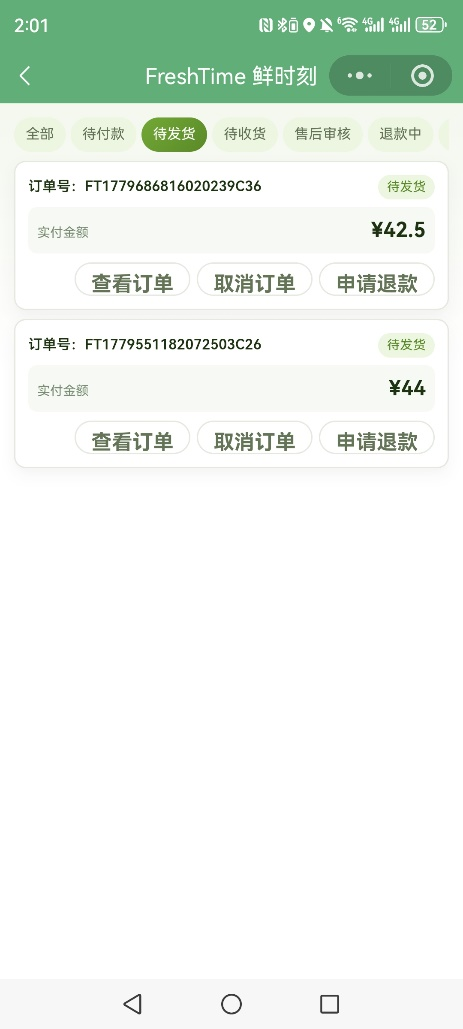 2:01
6 4G 4G 52
FreshTime 鲜时刻
全部 待付款 待发货 待收货 售后审核 退款中
订单号：FT1779686816020239C36 待发货
实付金额 ¥42.5
查看订单 取消订单 申请退款
订单号：FT1779551182072503C26 待发货
实付金额 ¥44
查看订单 取消订单 申请退款